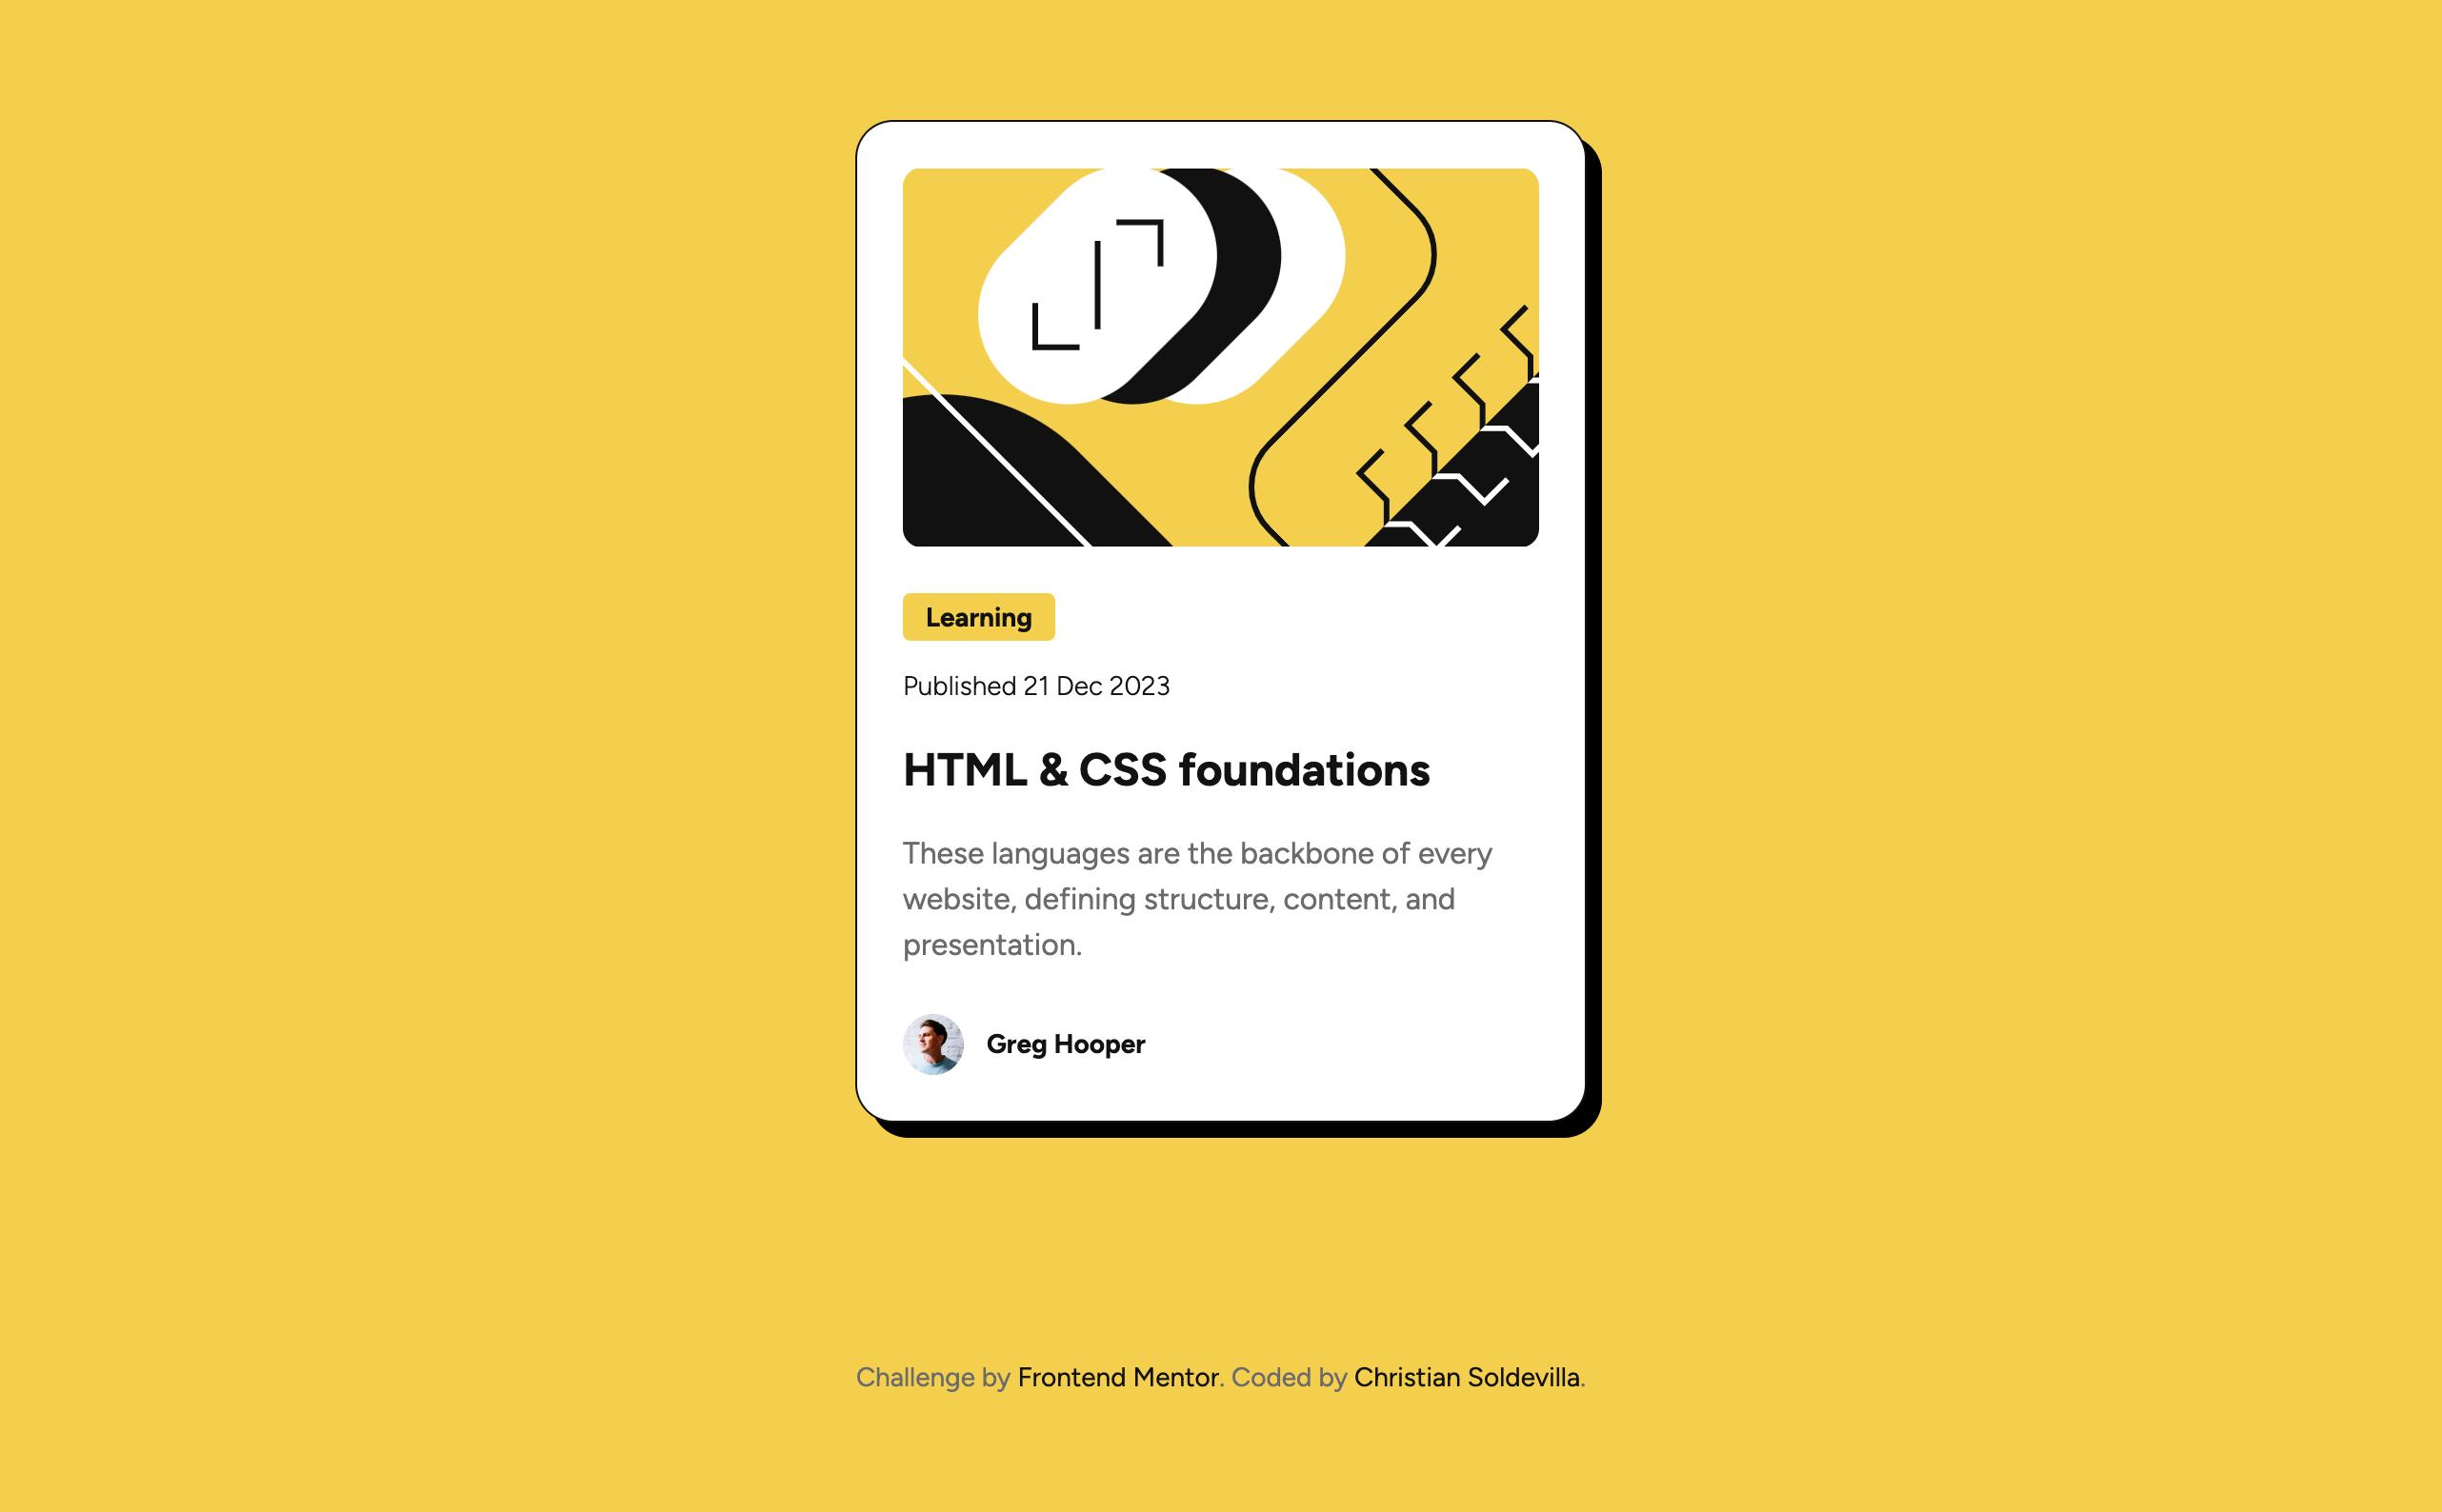 Learning
Published 21 Dec 2023
HTML & CSS foundations
These languages are the backbone of every
website, defining structure, content, and
presentation.
Greg Hooper
Challenge by Frontend Mentor. Coded by Christian Soldevilla.